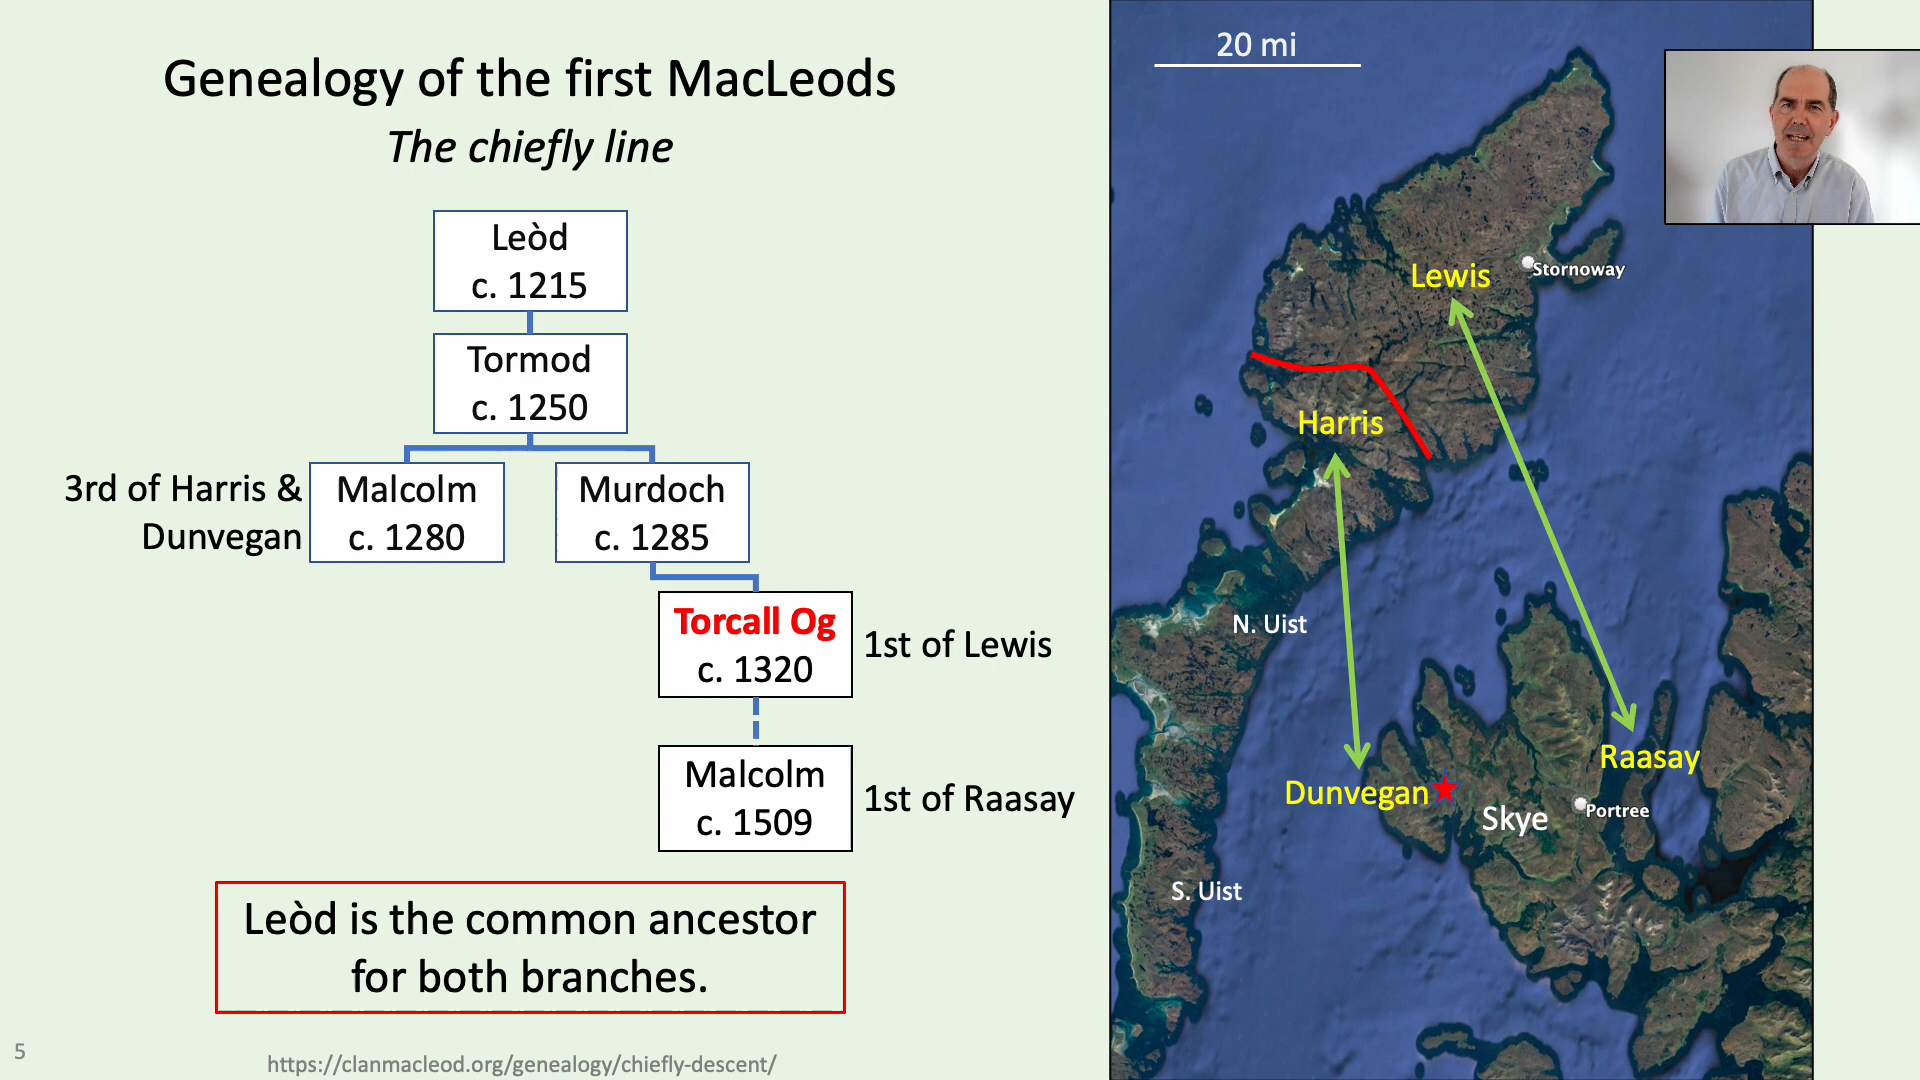 Genealogy of the first MacLeods
The chiefly line
Leòd
c. 1215
Tormod
c. 1250
3rd of Harris &
Dunvegan
Malcolm
c. 1280
Murdoch
c. 1285
Torcall Og
c. 1320
1st of Lewis
Malcolm
c. 1509
1st of Raasay
Leòd is the common ancestor
for both branches.
5
https://clanmacleod.org/genealogy/chiefly-descent/
20 mi
Lewis
Stornoway
Harris
N. Uist
Raasay
Dunvegan
Skye
Portree
S. Uist